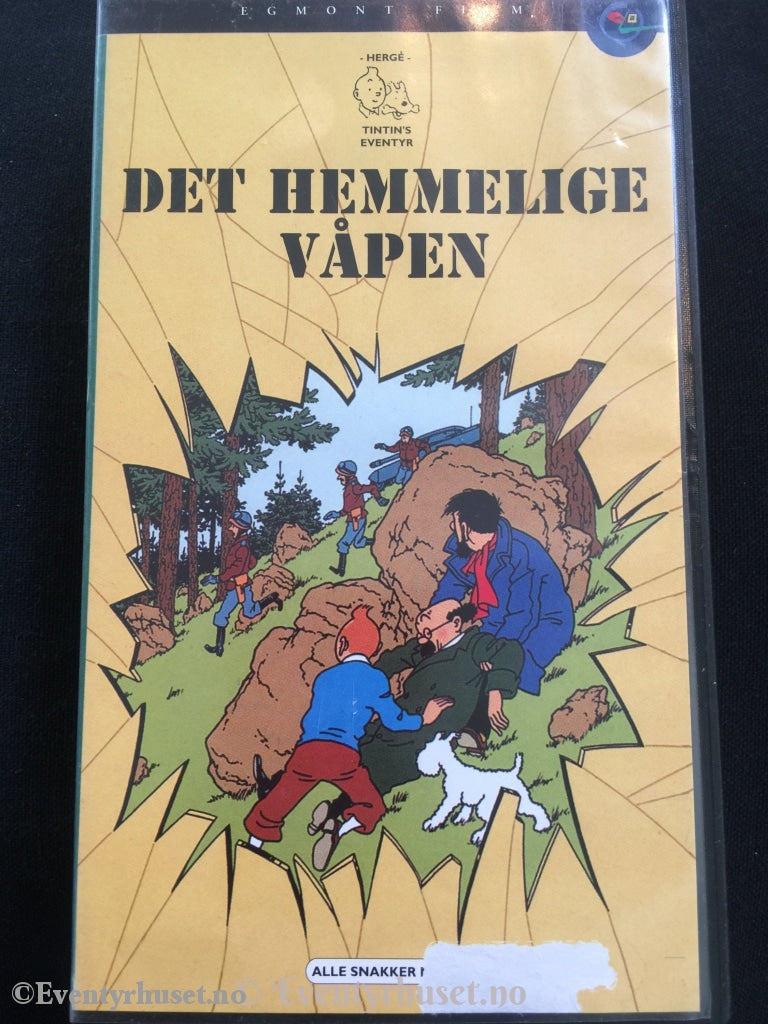 EGMONT FILM
- HERGÉ -
TINTIN'S
EVENTYR
DET HEMMELIGE
VÅPEN
ALLE SNAKKER
©Eventyrhuset.no
© Eventyrhuset.no